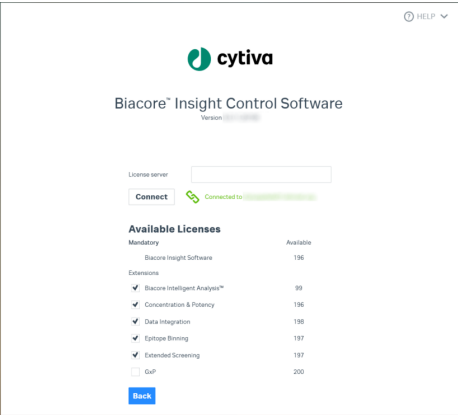 HELP
cytiva
Biacore™ Insight Control Software
Version
License server
Connect Connected to
Available Licenses
Mandatory Available
Biacore Insight Software 196
Extensions
Biacore Intelligent Analysis™ 99
Concentration & Potency 196
Data Integration 198
Epitope Binning 197
Extended Screening 197
GxP 200
Back